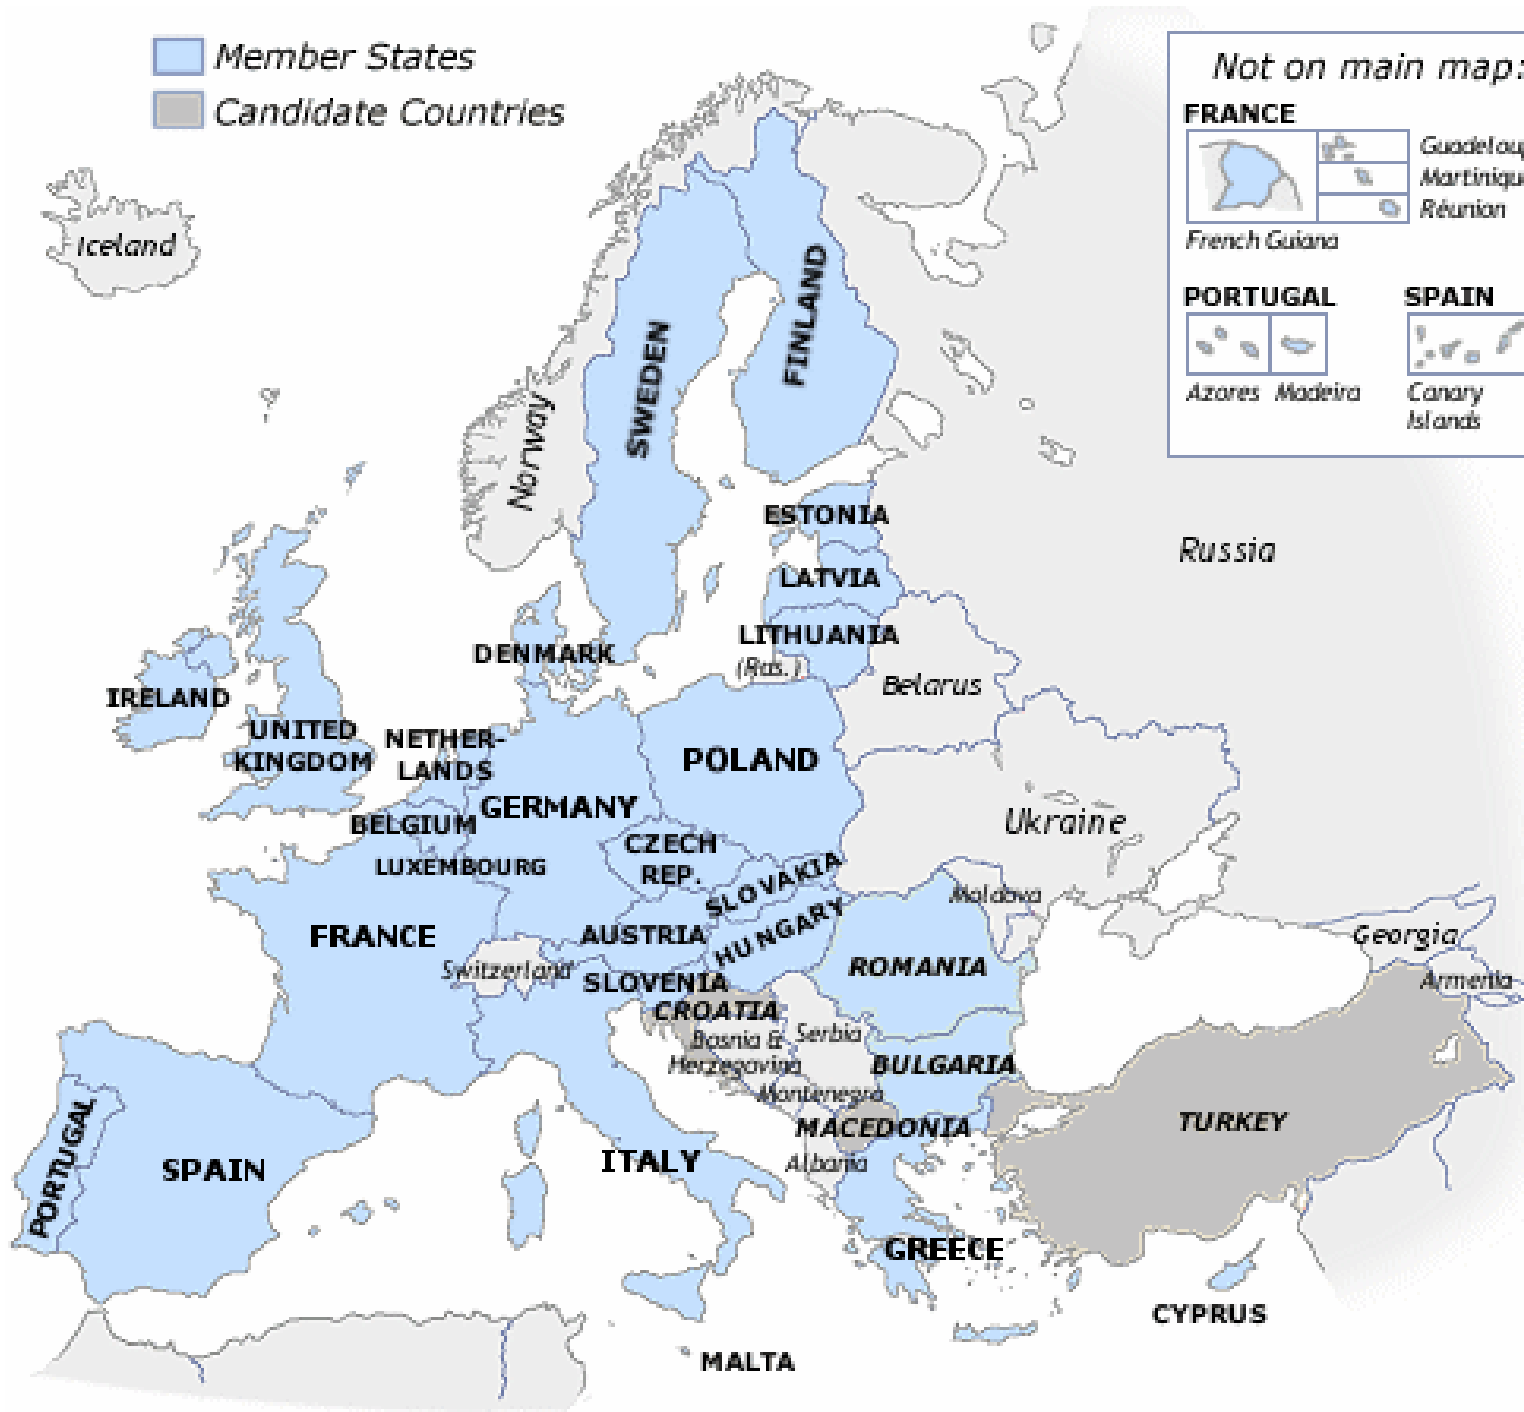 Member States
Candidate Countries
Not on main map:
FRANCE
Martinique
Réunion
French Guiana
PORTUGAL
SPAIN
Azores
Madeira
Canary
Islands
Iceland
Norway
SWEDEN
FINLAND
Russia
ESTONIA
LATVIA
LITHUANIA
(Ras.)
DENMARK
Belarus
IRELAND
UNITED
KINGDOM
NETHER-
LANDS
POLAND
GERMANY
BELGIUM
Ukraine
CZECH
REP.
LUXEMBOURG
SLOVAKIA
Moldova
FRANCE
AUSTRIA
HUNGARY
Switzerland
ROMANIA
Georgia
Armenia
SLOVENIA
CROATIA
Bosnia &
Herzegovina
Serbia
BULGARIA
Montenegro
MACEDONIA
TURKEY
Albania
PORTUGAL
SPAIN
ITALY
GREECE
CYPRUS
MALTA